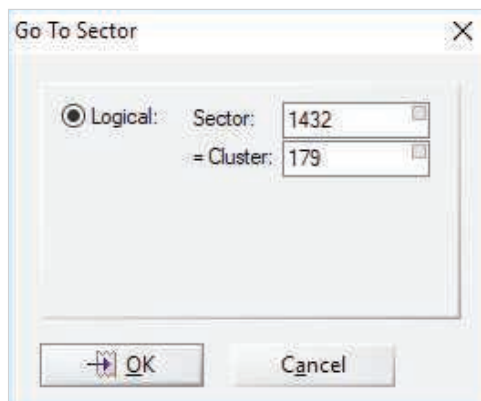 Go To Sector
Logical: Sector: 1432
= Cluster: 179
OK Cancel